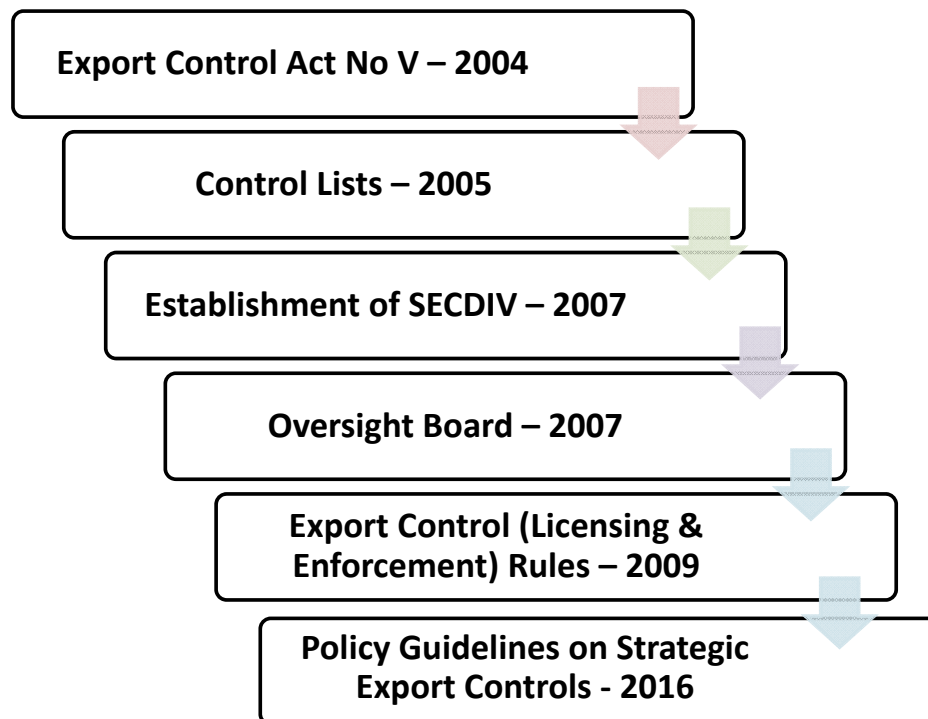 Export Control Act No V – 2004
Control Lists – 2005
Establishment of SECDIV – 2007
Oversight Board – 2007
Export Control (Licensing &
Enforcement) Rules – 2009
Policy Guidelines on Strategic
Export Controls - 2016